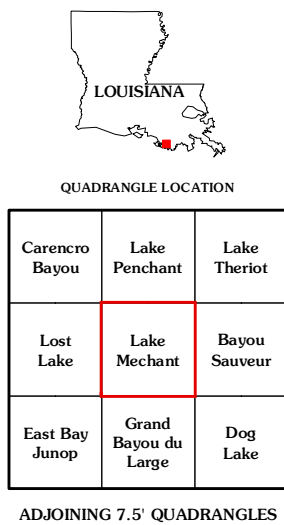 LOUISIANA
QUADRANGLE LOCATION
Carencro
Bayou
Lake
Penchant
Lake
Theriot
Lost
Lake
Lake
Mechant
Bayou
Sauveur
East Bay
Junop
Grand
Bayou du
Large
Dog
Lake
ADJOINING 7.5' QUADRANGLES